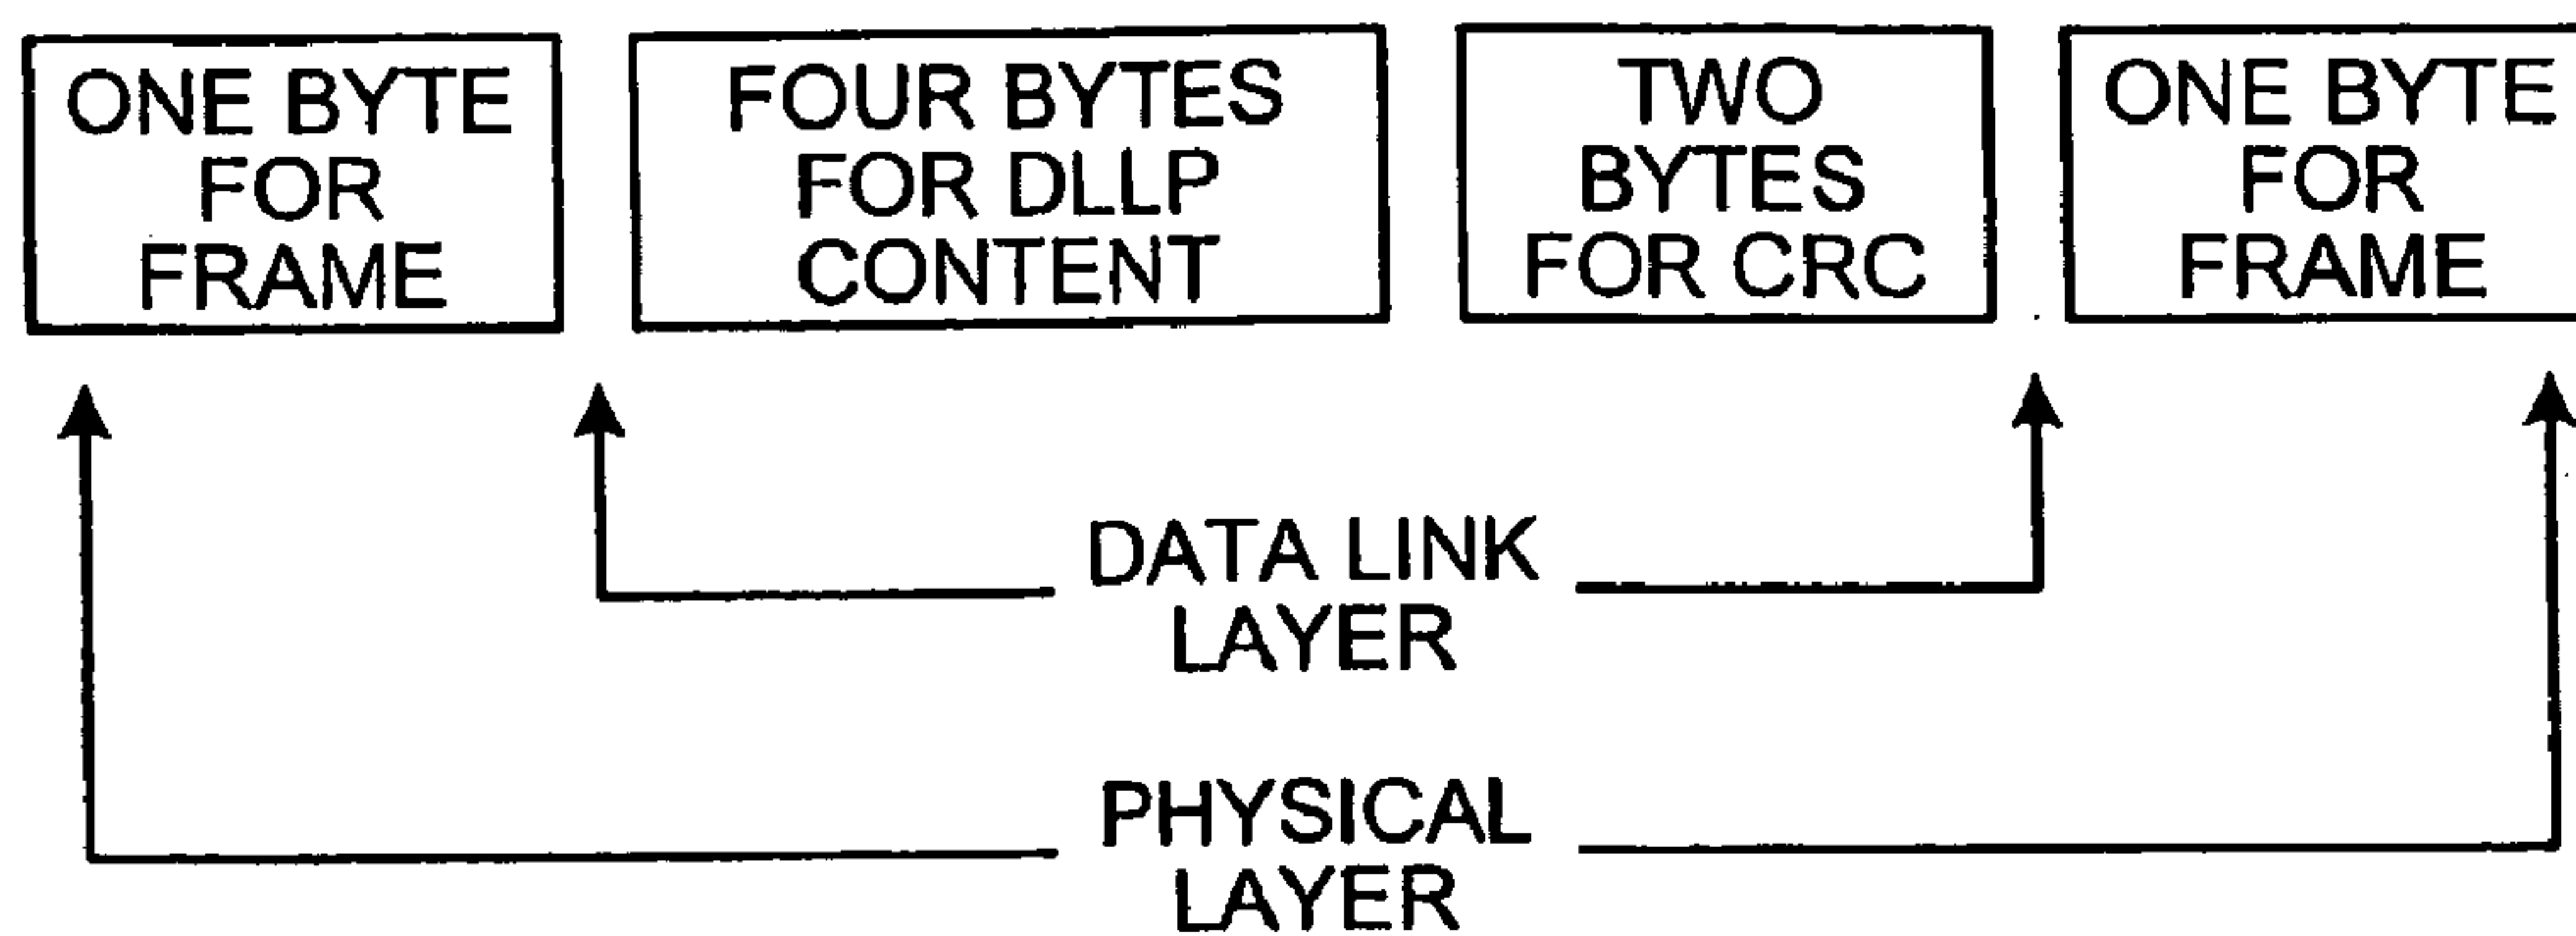 ONE BYTE
FOR
FRAME
FOUR BYTES
FOR DLLP
CONTENT
TWO
BYTES
FOR CRC
ONE BYTE
FOR
FRAME
DATA LINK
LAYER
PHYSICAL
LAYER